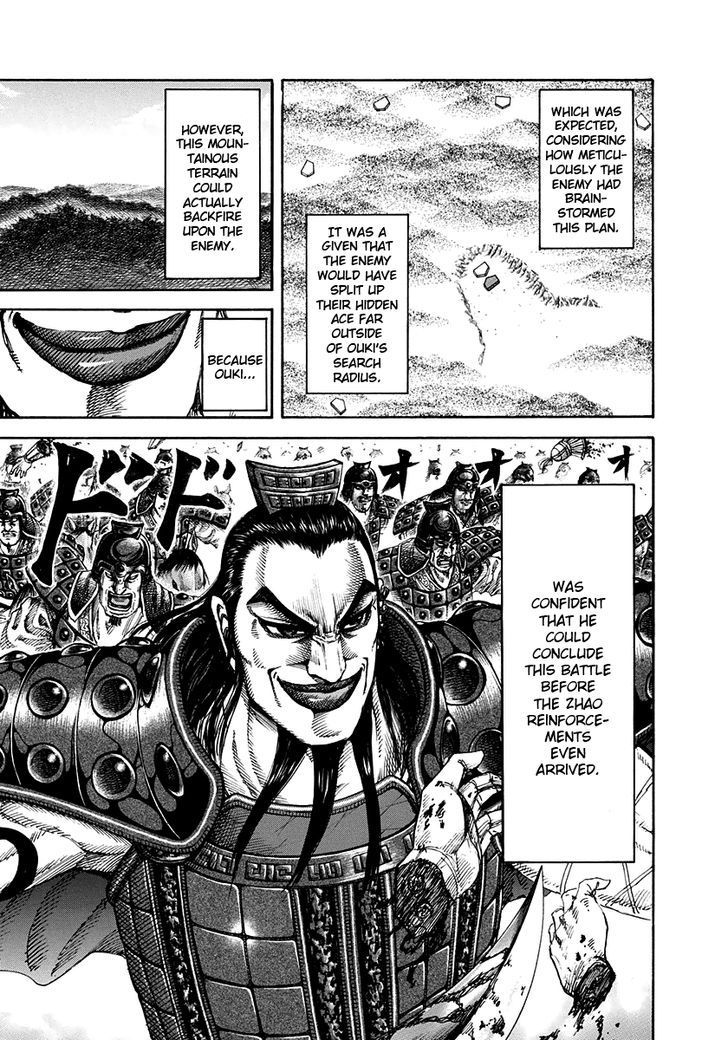 WHICH WAS
EXPECTED,
CONSIDERING
HOW METICU-
LOUSLY THE
ENEMY HAD
BRAIN-
STORMED
THIS PLAN.
IT WAS A
GIVEN THAT
THE ENEMY
WOULD HAVE
SPLIT UP
THEIR HIDDEN
ACE FAR
OUTSIDE
OF OUKI'S
SEARCH
RADIUS.
HOWEVER,
THIS MOUN-
TAINOUS
TERRAIN
COULD
ACTUALLY
BACKFIRE
UPON THE
ENEMY.
BECAUSE
OUKI...
WAS
CONFIDENT
THAT HE
COULD
CONCLUDE
THIS BATTLE
BEFORE
THE ZHAO
REINFORCE-
MENTS
EVEN
ARRIVED.
オオオ
ドドド